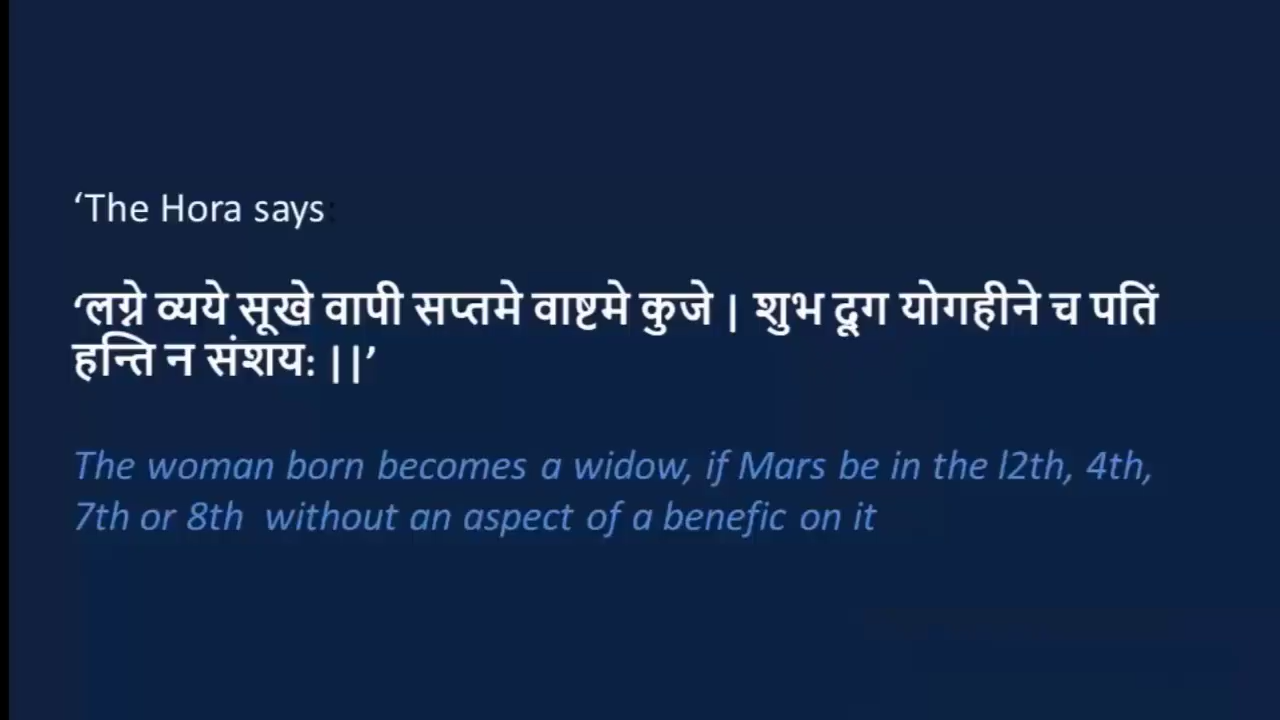 ‘The Hora says:
‘लग्ने व्यये सूखे वापी सप्तमे वाष्टमे कुजे | शुभ दूग योगहीने च पतिं
हन्ति न संशयः ||’
The woman born becomes a widow, if Mars be in the l2th, 4th,
7th or 8th without an aspect of a benefic on it